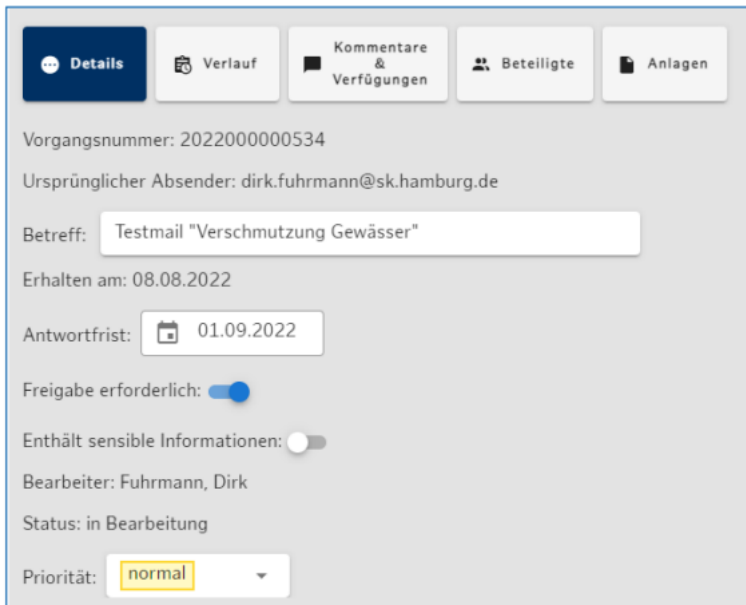 Details
Verlauf
Kommentare
&
Verfügungen
Beteiligte
Anlagen
Vorgangsnummer: 2022000000534
Ursprünglicher Absender: dirk.fuhrmann@sk.hamburg.de
Betreff: Testmail "Verschmutzung Gewässer"
Erhalten am: 08.08.2022
Antwortfrist: 01.09.2022
Freigabe erforderlich:
Enthält sensible Informationen:
Bearbeiter: Fuhrmann, Dirk
Status: in Bearbeitung
Priorität: normal